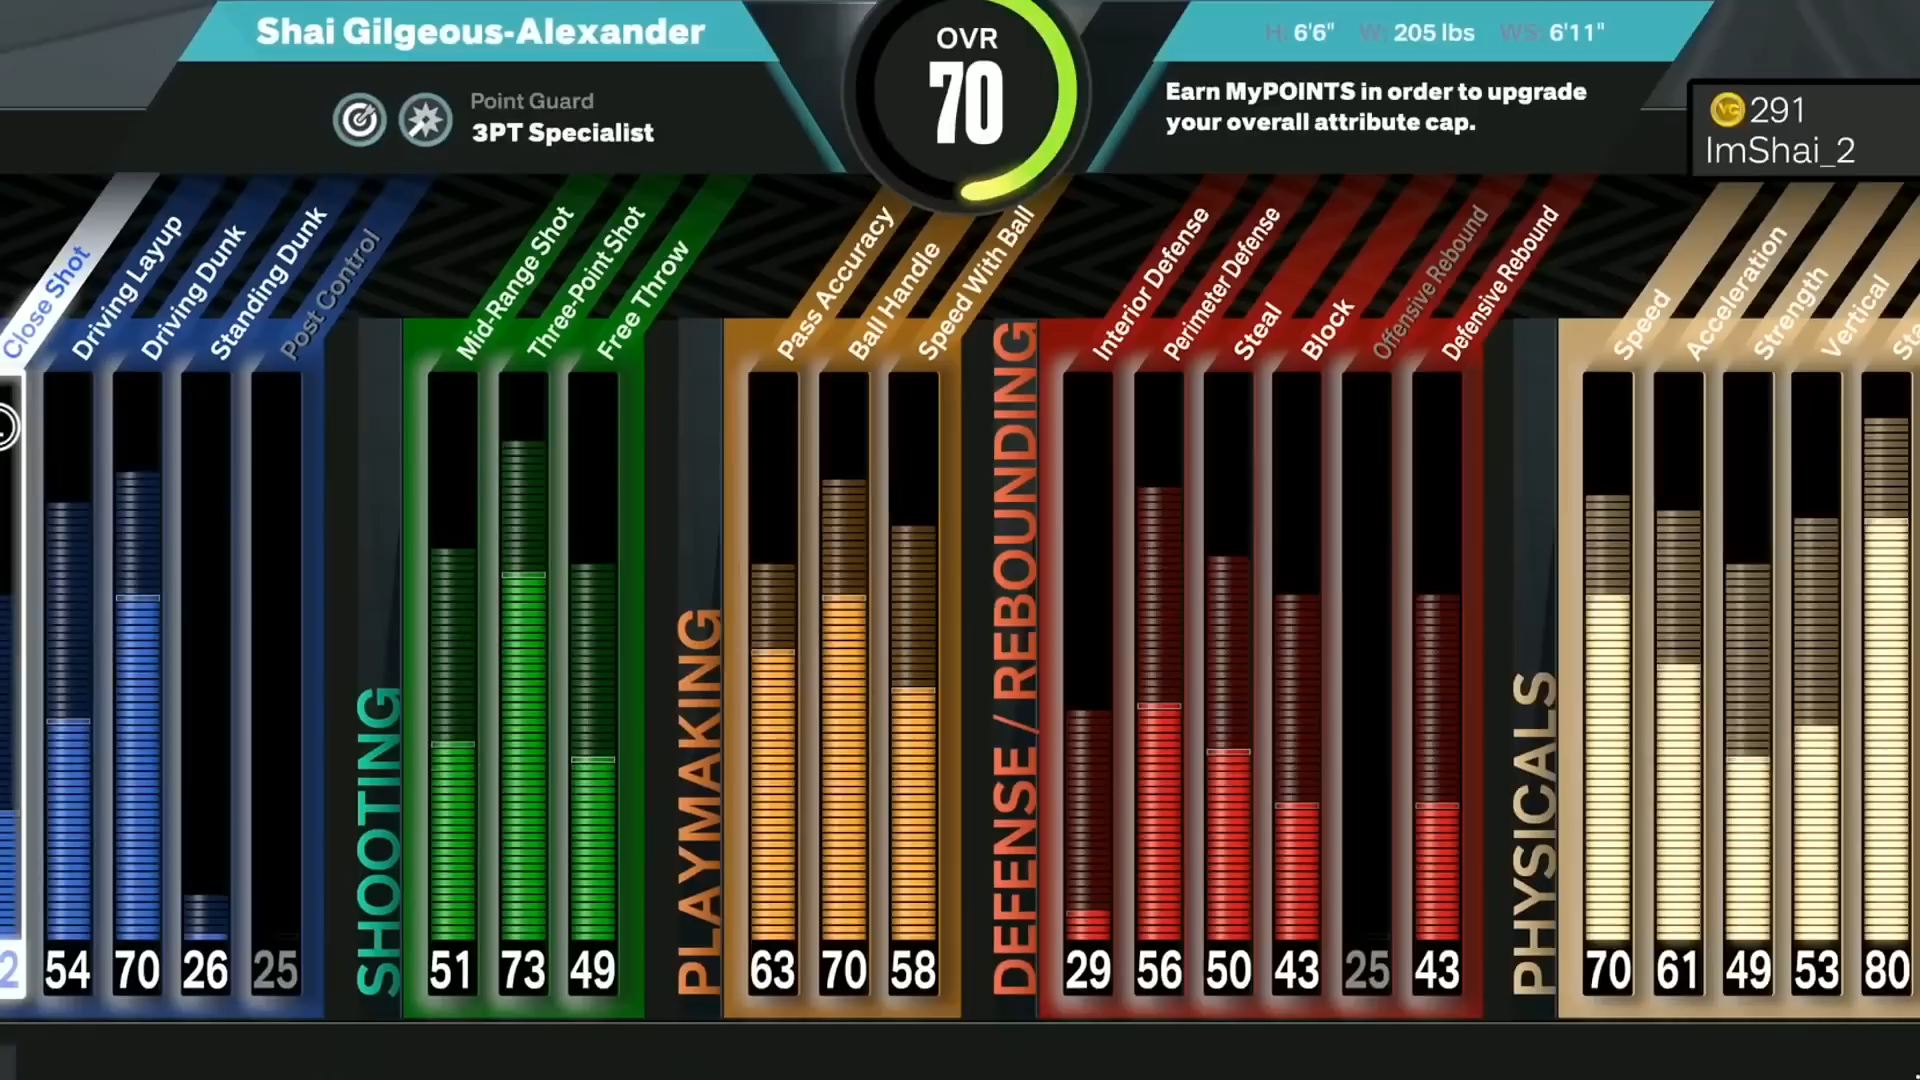 Shai Gilgeous-Alexander
Point Guard
3PT Specialist
OVR
70
H: 6'6" W: 205 lbs WS: 6'11"
Earn MyPOINTS in order to upgrade
your overall attribute cap.
VC 291
ImShai_2
Close Shot
Driving Layup
Driving Dunk
Standing Dunk
Post Control
Mid-Range Shot
Three-Point Shot
Free Throw
Pass Accuracy
Ball Handle
Speed With Ball
Interior Defense
Perimeter Defense
Steal
Block
Offensive Rebound
Defensive Rebound
Speed
Acceleration
Strength
Vertical
SHOOTING
PLAYMAKING
DEFENSE / REBOUNDING
PHYSICALS
2 54 70 26 25 51 73 49 63 70 58 29 56 50 43 25 43 70 61 49 53 80